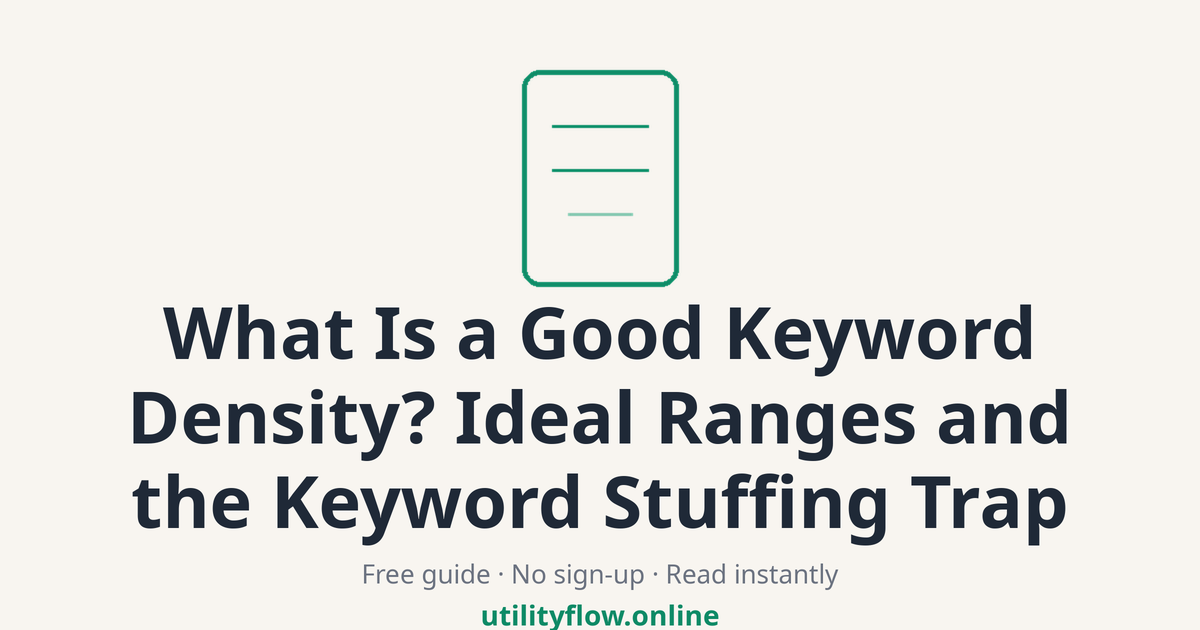 What Is a Good Keyword
Density? Ideal Ranges and
the Keyword Stuffing Trap
Free guide · No sign-up · Read instantly
utilityflow.online